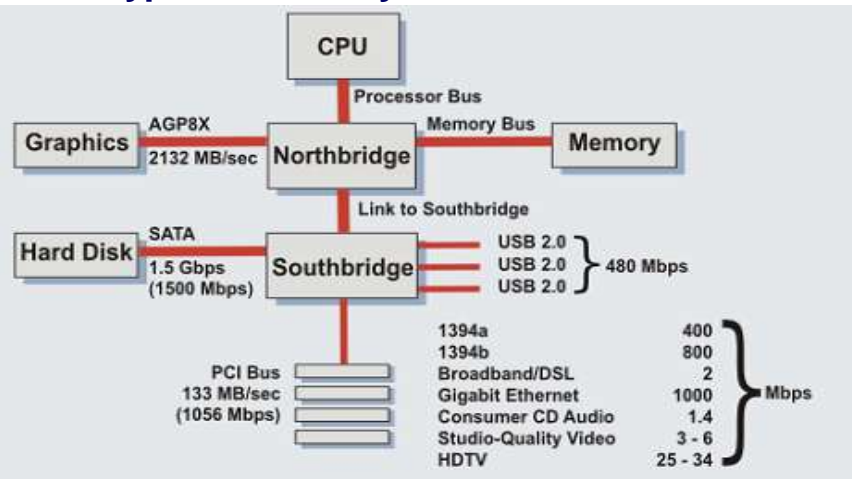 CPU
Processor Bus
AGP8X
Memory Bus
Graphics
Northbridge
Memory
2132 MB/sec
Link to Southbridge
SATA
Hard Disk
Southbridge
1.5 Gbps
(1500 Mbps)
USB 2.0
USB 2.0
USB 2.0
480 Mbps
PCI Bus
133 MB/sec
(1056 Mbps)
1394a 400
1394b 800
Broadband/DSL 2
Gigabit Ethernet 1000
Consumer CD Audio 1.4
Studio-Quality Video 3 - 6
HDTV 25 - 34
Mbps